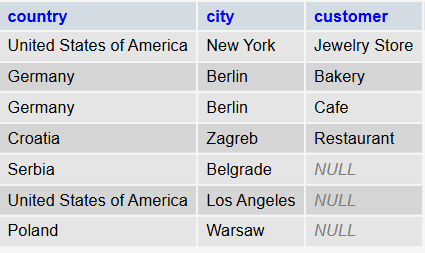 country city customer
United States of America New York Jewelry Store
Germany Berlin Bakery
Germany Berlin Cafe
Croatia Zagreb Restaurant
Serbia Belgrade NULL
United States of America Los Angeles NULL
Poland Warsaw NULL